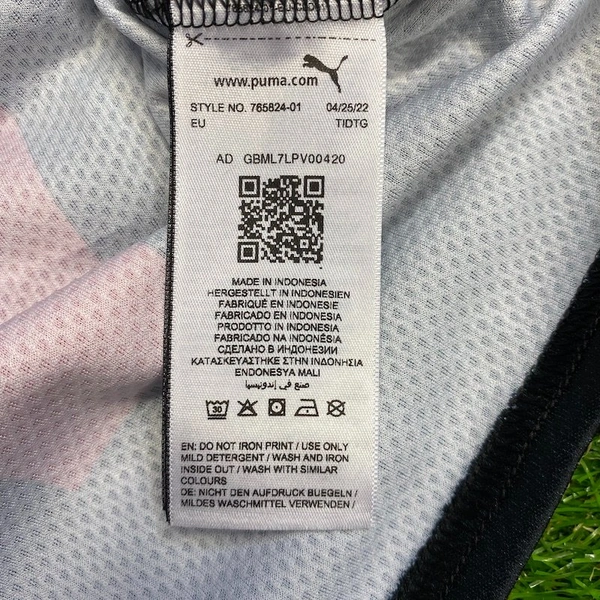 www.puma.com
STYLE NO. 765824-01 04/25/22
EU TIDTG
AD GBML7LPV00420
MADE IN INDONESIA
HERGESTELLT IN INDONESIEN
FABRIQUÉ EN INDONESIE
FABRICADO EN INDONESIA
PRODOTTO IN INDONESIA
FABRICADO NA INDONÉSIA
СДЕЛАНО В ИНДОНЕЗИИ
ΚΑΤΑΣΚΕΥΑΣΤΗΚΕ ΣΤΗΝ ΙΝΔΟΝΗΣΙΑ
ENDONESYA MALI
صنع في إندونيسيا
30
EN: DO NOT IRON PRINT / USE ONLY
MILD DETERGENT / WASH AND IRON
INSIDE OUT / WASH WITH SIMILAR
COLOURS
DE: NICHT DEN AUFDRUCK BUEGELN /
MILDES WASCHMITTEL VERWENDEN /